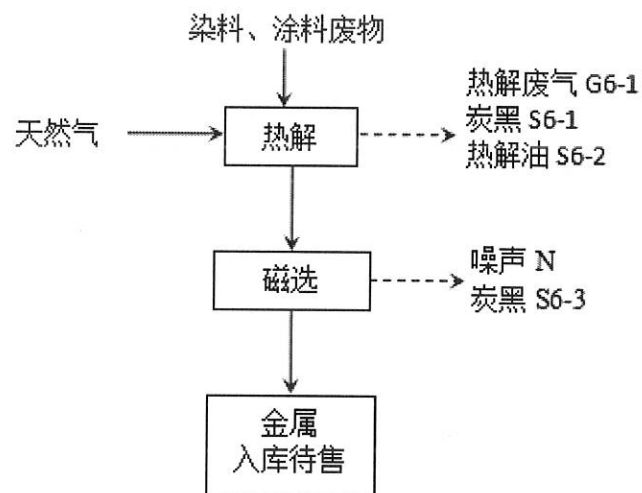 染料、涂料废物
天然气
热解
热解废气 G6-1
炭黑 S6-1
热解油 S6-2
磁选
噪声 N
炭黑 S6-3
金属
入库待售